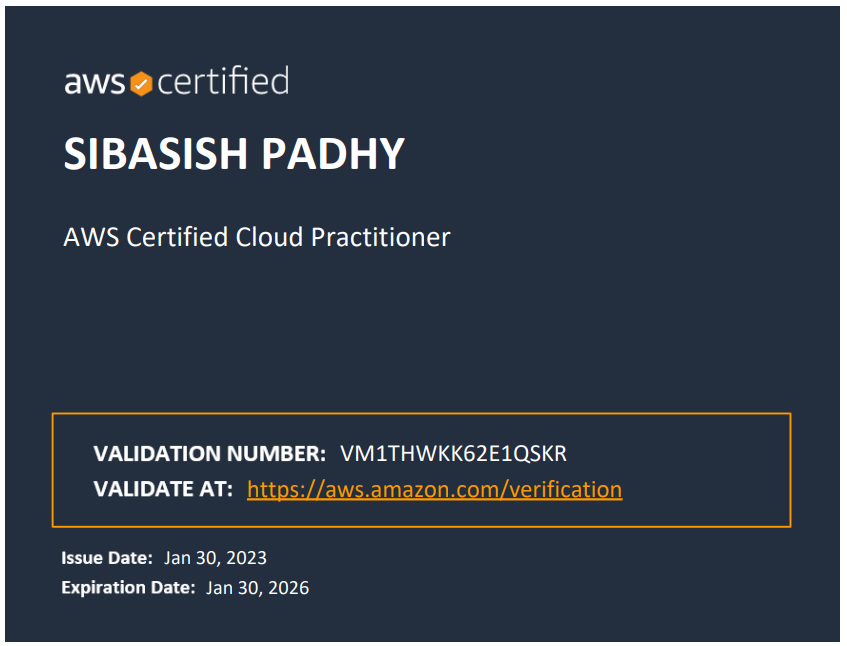 aws certified
SIBASISH PADHY
AWS Certified Cloud Practitioner
VALIDATION NUMBER: VM1THWKK62E1QSKR
VALIDATE AT: https://aws.amazon.com/verification
Issue Date: Jan 30, 2023
Expiration Date: Jan 30, 2026